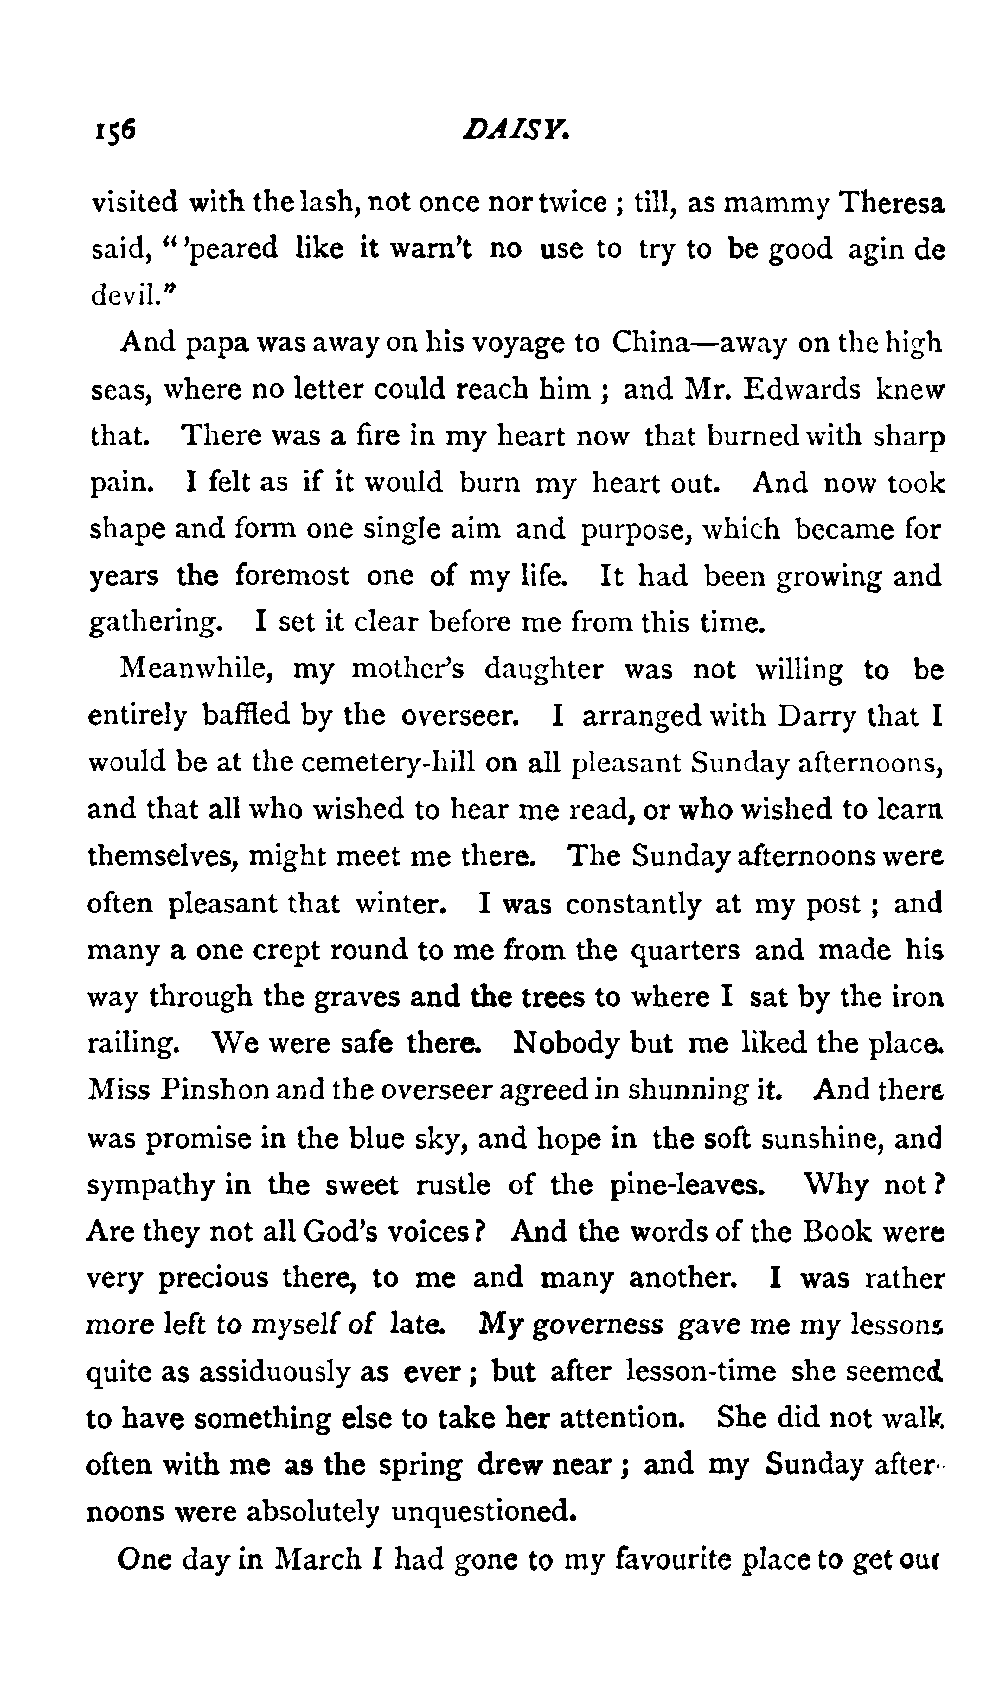 156 DAISY.
visited with the lash, not once nor twice ; till, as mammy Theresa
said, “ 'peared like it warn't no use to try to be good agin de
devil.”
And papa was away on his voyage to China—away on the high
seas, where no letter could reach him ; and Mr. Edwards knew
that. There was a fire in my heart now that burned with sharp
pain. I felt as if it would burn my heart out. And now took
shape and form one single aim and purpose, which became for
years the foremost one of my life. It had been growing and
gathering. I set it clear before me from this time.
Meanwhile, my mother's daughter was not willing to be
entirely baffled by the overseer. I arranged with Darry that I
would be at the cemetery-hill on all pleasant Sunday afternoons,
and that all who wished to hear me read, or who wished to learn
themselves, might meet me there. The Sunday afternoons were
often pleasant that winter. I was constantly at my post ; and
many a one crept round to me from the quarters and made his
way through the graves and the trees to where I sat by the iron
railing. We were safe there. Nobody but me liked the place.
Miss Pinshon and the overseer agreed in shunning it. And there
was promise in the blue sky, and hope in the soft sunshine, and
sympathy in the sweet rustle of the pine-leaves. Why not ?
Are they not all God's voices ? And the words of the Book were
very precious there, to me and many another. I was rather
more left to myself of late. My governess gave me my lessons
quite as assiduously as ever ; but after lesson-time she seemed
to have something else to take her attention. She did not walk
often with me as the spring drew near ; and my Sunday after-
noons were absolutely unquestioned.
One day in March I had gone to my favourite place to get out